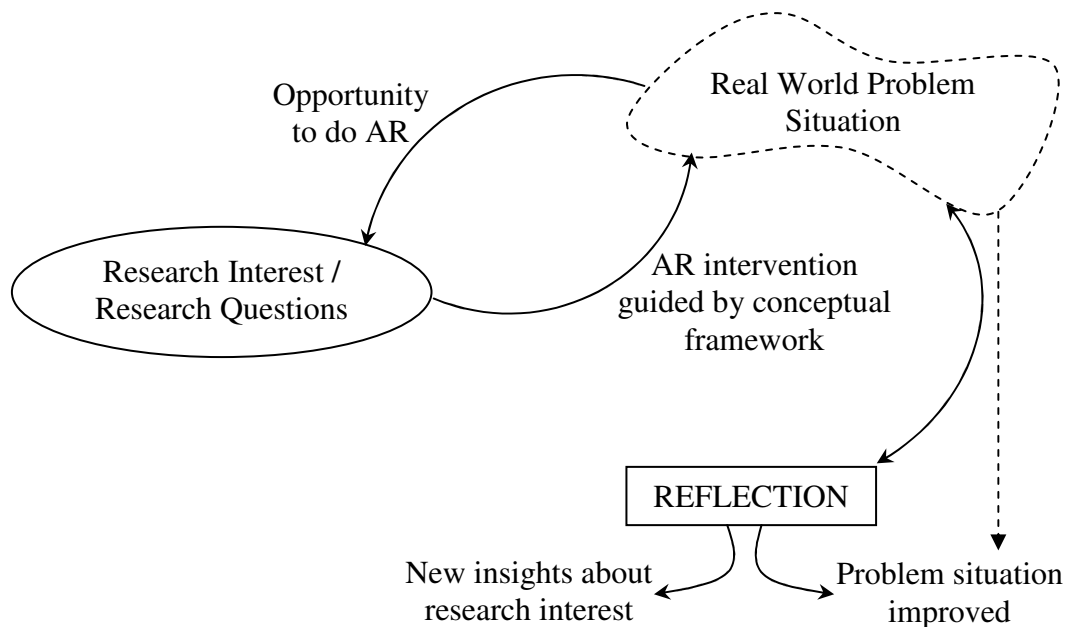 Real World Problem
Situation
Opportunity
to do AR
Research Interest /
Research Questions
AR intervention
guided by conceptual
framework
REFLECTION
New insights about
research interest
Problem situation
improved